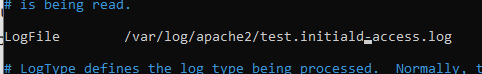 # is being read.
LogFile /var/log/apache2/test.initiald-access.log
# LogType defines the log type being processed. Normally, t